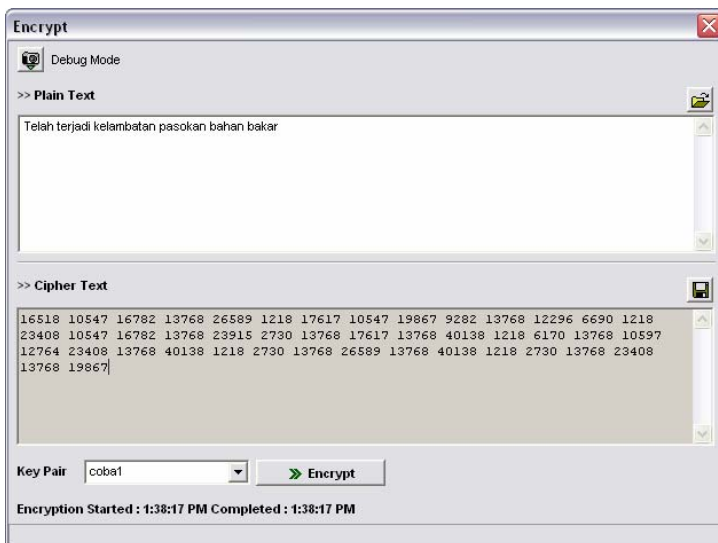 Encrypt
Debug Mode
>> Plain Text
Telah terjadi kelambatan pasokan bahan bakar
>> Cipher Text
16518 10547 16782 13768 26589 1218 17617 10547 19867 9282 13768 12296 6690 1218
23408 10547 16782 13768 23915 2730 13768 17617 13768 40138 1218 6170 13768 10597
12764 23408 13768 40138 1218 2730 13768 26589 13768 40138 1218 2730 13768 23408
13768 19867
Key Pair coba1 >> Encrypt
Encryption Started : 1:38:17 PM Completed : 1:38:17 PM